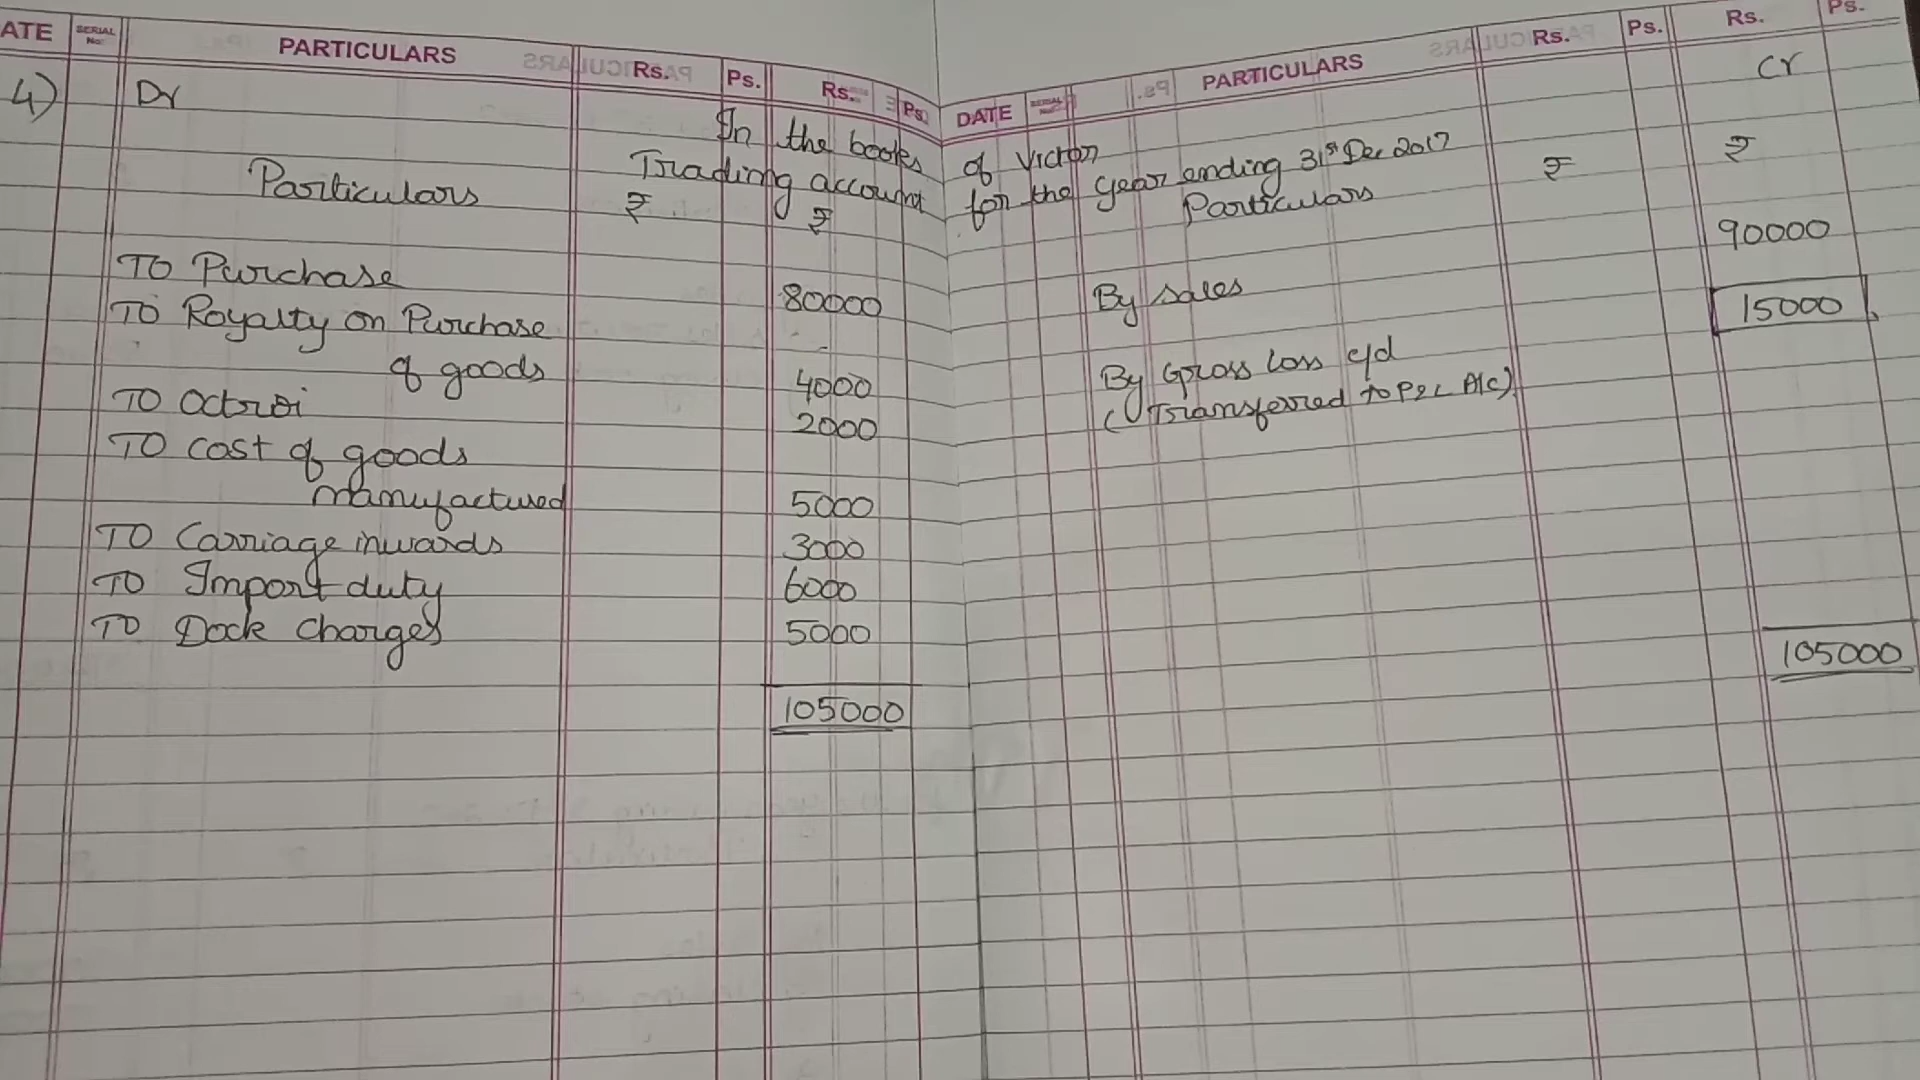 ATE SERIAL No. PARTICULARS Rs. Ps. Rs. Ps.
4) Dr
In the books
Trading account
Particulars ₹ ₹
To Purchase 80000
To Royalty on Purchase
of goods 4000
To Octroi 2000
To cost of goods
manufactured 5000
To Carriage inwards 3000
To Import duty 6000
To Dock charges 5000
105000
DATE PARTICULARS Rs. Ps. Rs. Ps.
Cr
of Victor
for the year ending 31st Dec 2017
Particulars ₹ ₹
By sales 90000
By Gross loss c/d 15000
(Transferred to P&L A/c)
105000